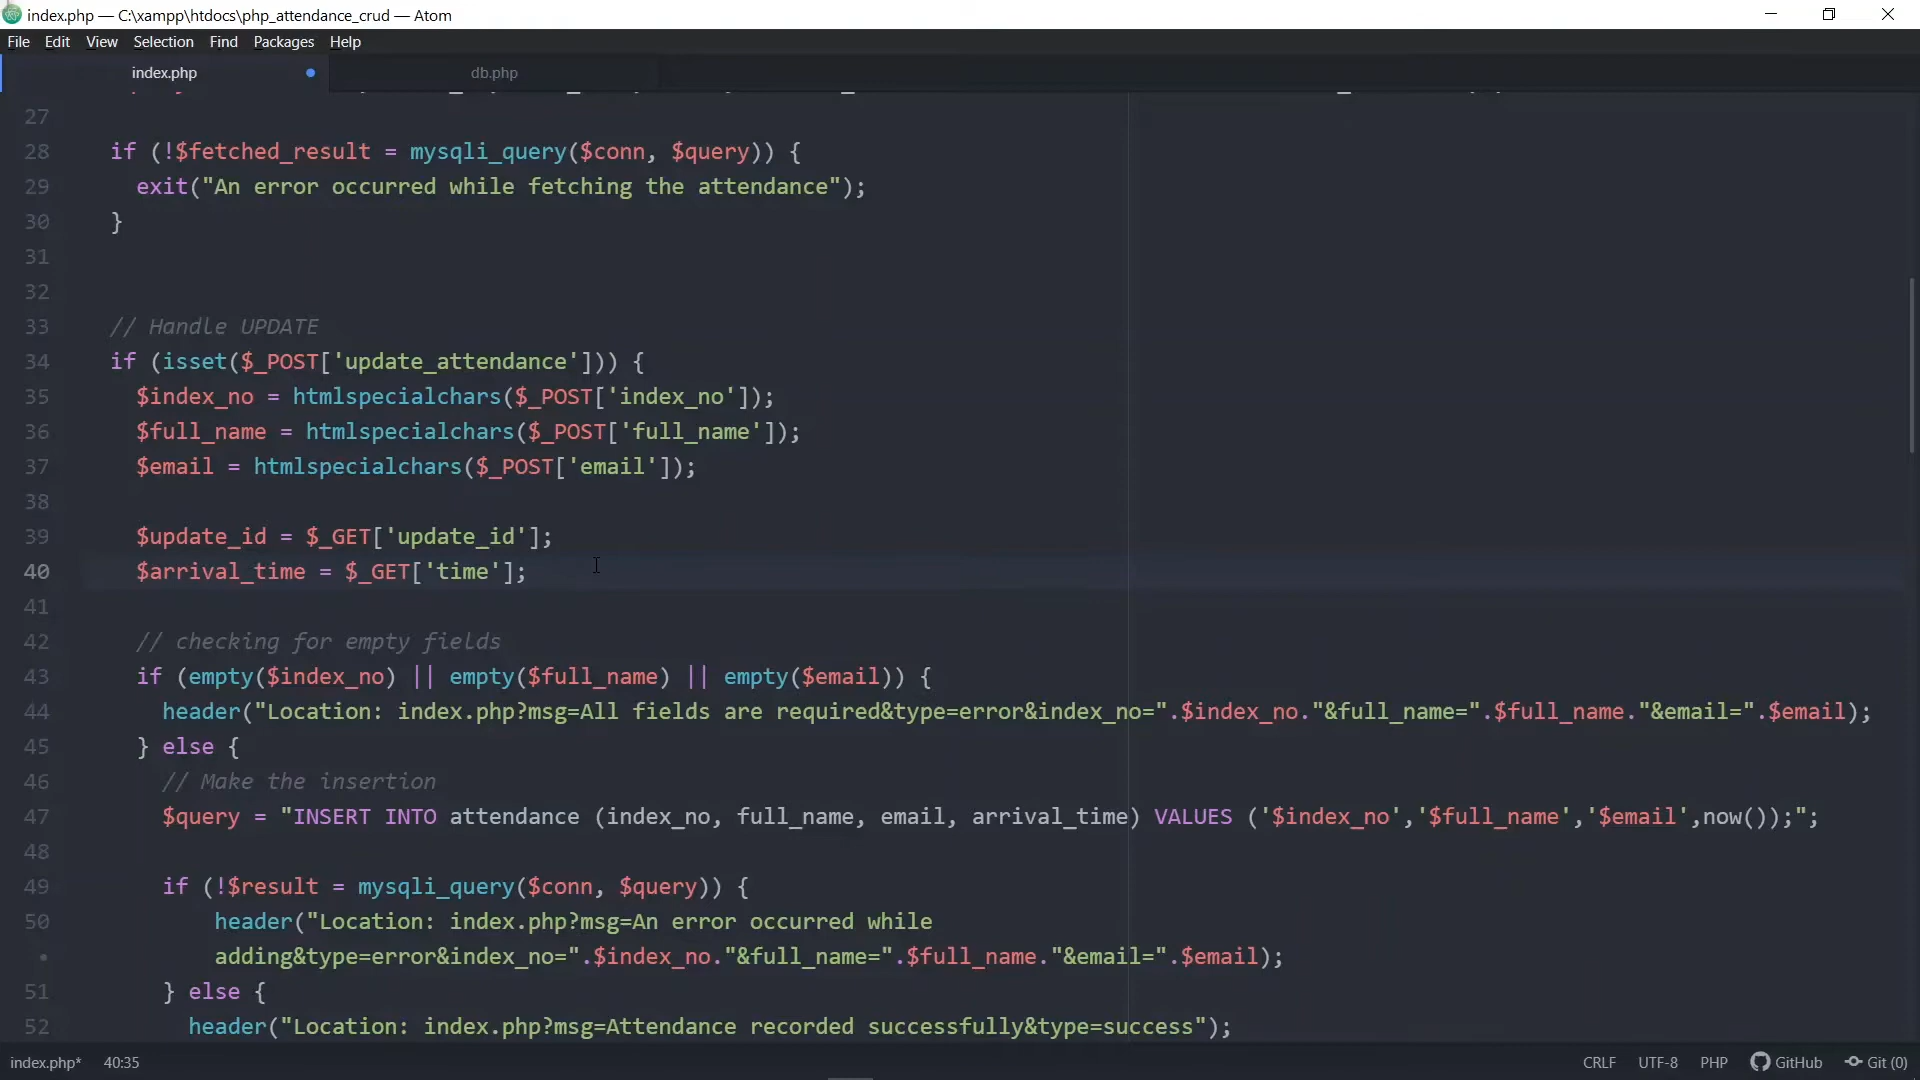 index.php — C:\xampp\htdocs\php_attendance_crud — Atom
File Edit View Selection Find Packages Help
index.php db.php
27
28 if (!$fetched_result = mysqli_query($conn, $query)) {
29 exit("An error occurred while fetching the attendance");
30 }
31
32
33 // Handle UPDATE
34 if (isset($_POST['update_attendance'])) {
35 $index_no = htmlspecialchars($_POST['index_no']);
36 $full_name = htmlspecialchars($_POST['full_name']);
37 $email = htmlspecialchars($_POST['email']);
38
39 $update_id = $_GET['update_id'];
40 $arrival_time = $_GET['time'];
41
42 // checking for empty fields
43 if (empty($index_no) || empty($full_name) || empty($email)) {
44 header("Location: index.php?msg=All fields are required&type=error&index_no=".$index_no."&full_name=".$full_name."&email=".$email);
45 } else {
46 // Make the insertion
47 $query = "INSERT INTO attendance (index_no, full_name, email, arrival_time) VALUES ('$index_no','$full_name','$email',now());";
48
49 if (!$result = mysqli_query($conn, $query)) {
50 header("Location: index.php?msg=An error occurred while
• adding&type=error&index_no=".$index_no."&full_name=".$full_name."&email=".$email);
51 } else {
52 header("Location: index.php?msg=Attendance recorded successfully&type=success");
index.php* 40:35 CRLF UTF-8 PHP GitHub Git (0)